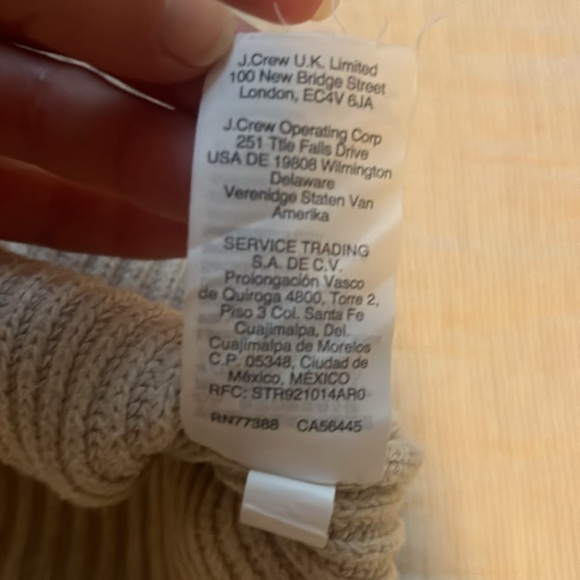 J.Crew U.K. Limited
100 New Bridge Street
London, EC4V 6JA
J.Crew Operating Corp
251 Ttle Falls Drive
USA DE 19808 Wilmington
Delaware
Verenidge Staten Van
Amerika
SERVICE TRADING
S.A. DE C.V.
Prolongación Vasco
de Quiroga 4800, Torre 2,
Piso 3 Col. Santa Fe
Cuajimalpa, Del.
Cuajimalpa de Morelos
C.P. 05348, Ciudad de
México, MÉXICO
RFC: STR921014AR0
RN77388 CA56445